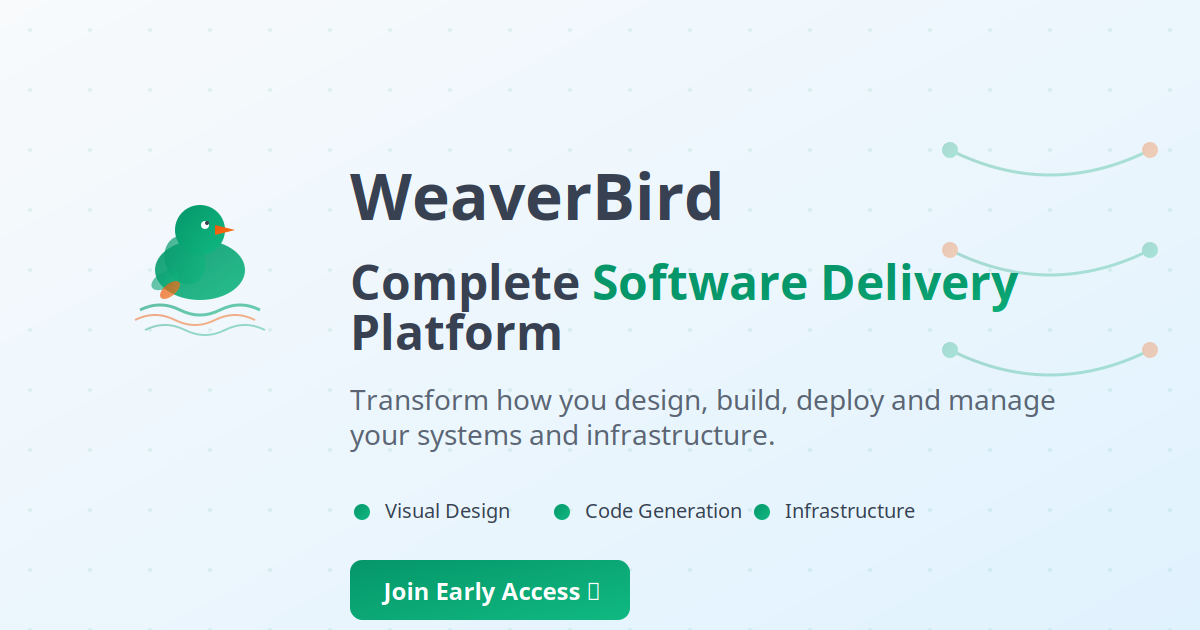 WeaverBird
Complete Software Delivery
Platform
Transform how you design, build, deploy and manage
your systems and infrastructure.
Visual Design Code Generation Infrastructure
Join Early Access